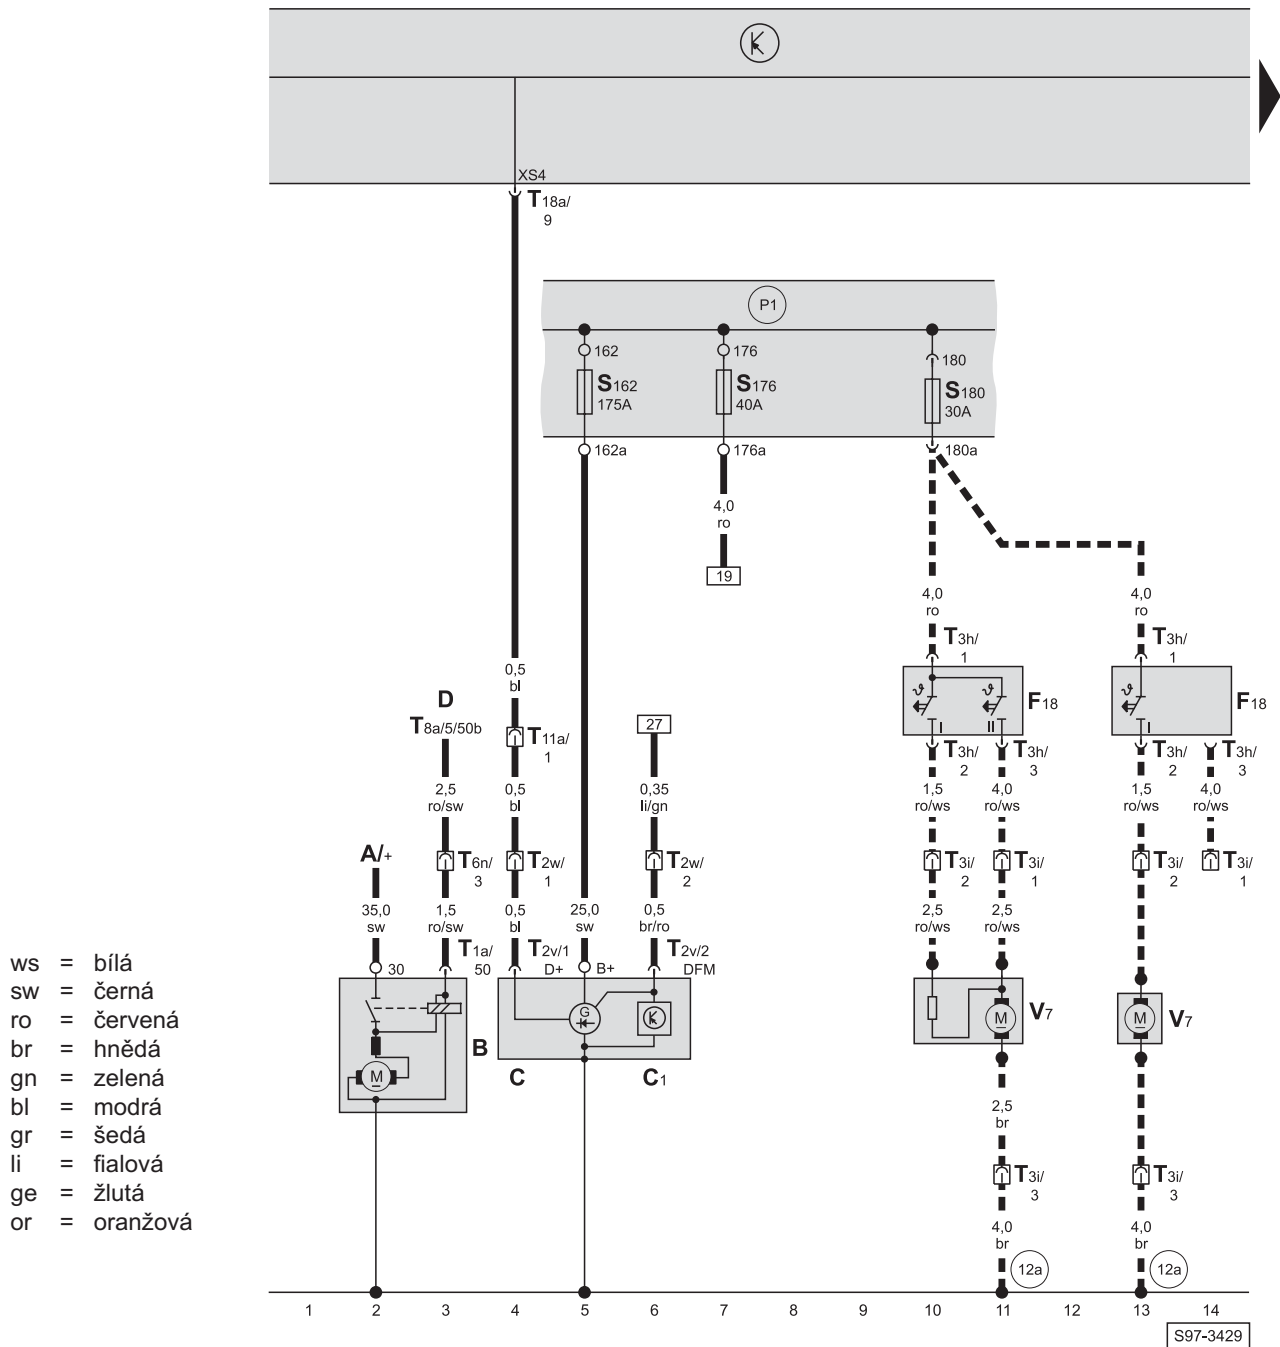 XS4
T18a/
9
P1
162
176
180
S162
175A
S176
40A
S180
30A
162a
176a
180a
4,0
ro
19
4,0
ro
4,0
ro
T3h/
1
T3h/
1
0,5
bl
D
T8a/5/50b
T11a/
1
27
ϑ
ϑ
F18
I
II
ϑ
F18
I
T3h/
2
T3h/
3
T3h/
2
T3h/
3
2,5
ro/sw
0,5
bl
0,35
li/gn
1,5
ro/ws
4,0
ro/ws
1,5
ro/ws
4,0
ro/ws
A/+
T6n/
3
T2w/
1
T2w/
2
T3i/
2
T3i/
1
T3i/
2
T3i/
1
35,0
sw
1,5
ro/sw
0,5
bl
25,0
sw
0,5
br/ro
2,5
ro/ws
2,5
ro/ws
30
T1a/
50
T2v/1
D+
B+
T2v/2
DFM
M
B
G
C
C1
M
V7
M
V7
2,5
br
T3i/
3
T3i/
3
4,0
br
4,0
br
12a
12a
ws = bílá
sw = černá
ro = červená
br = hnědá
gn = zelená
bl = modrá
gr = šedá
li = fialová
ge = žlutá
or = oranžová
1 2 3 4 5 6 7 8 9 10 11 12 13 14
S97-3429